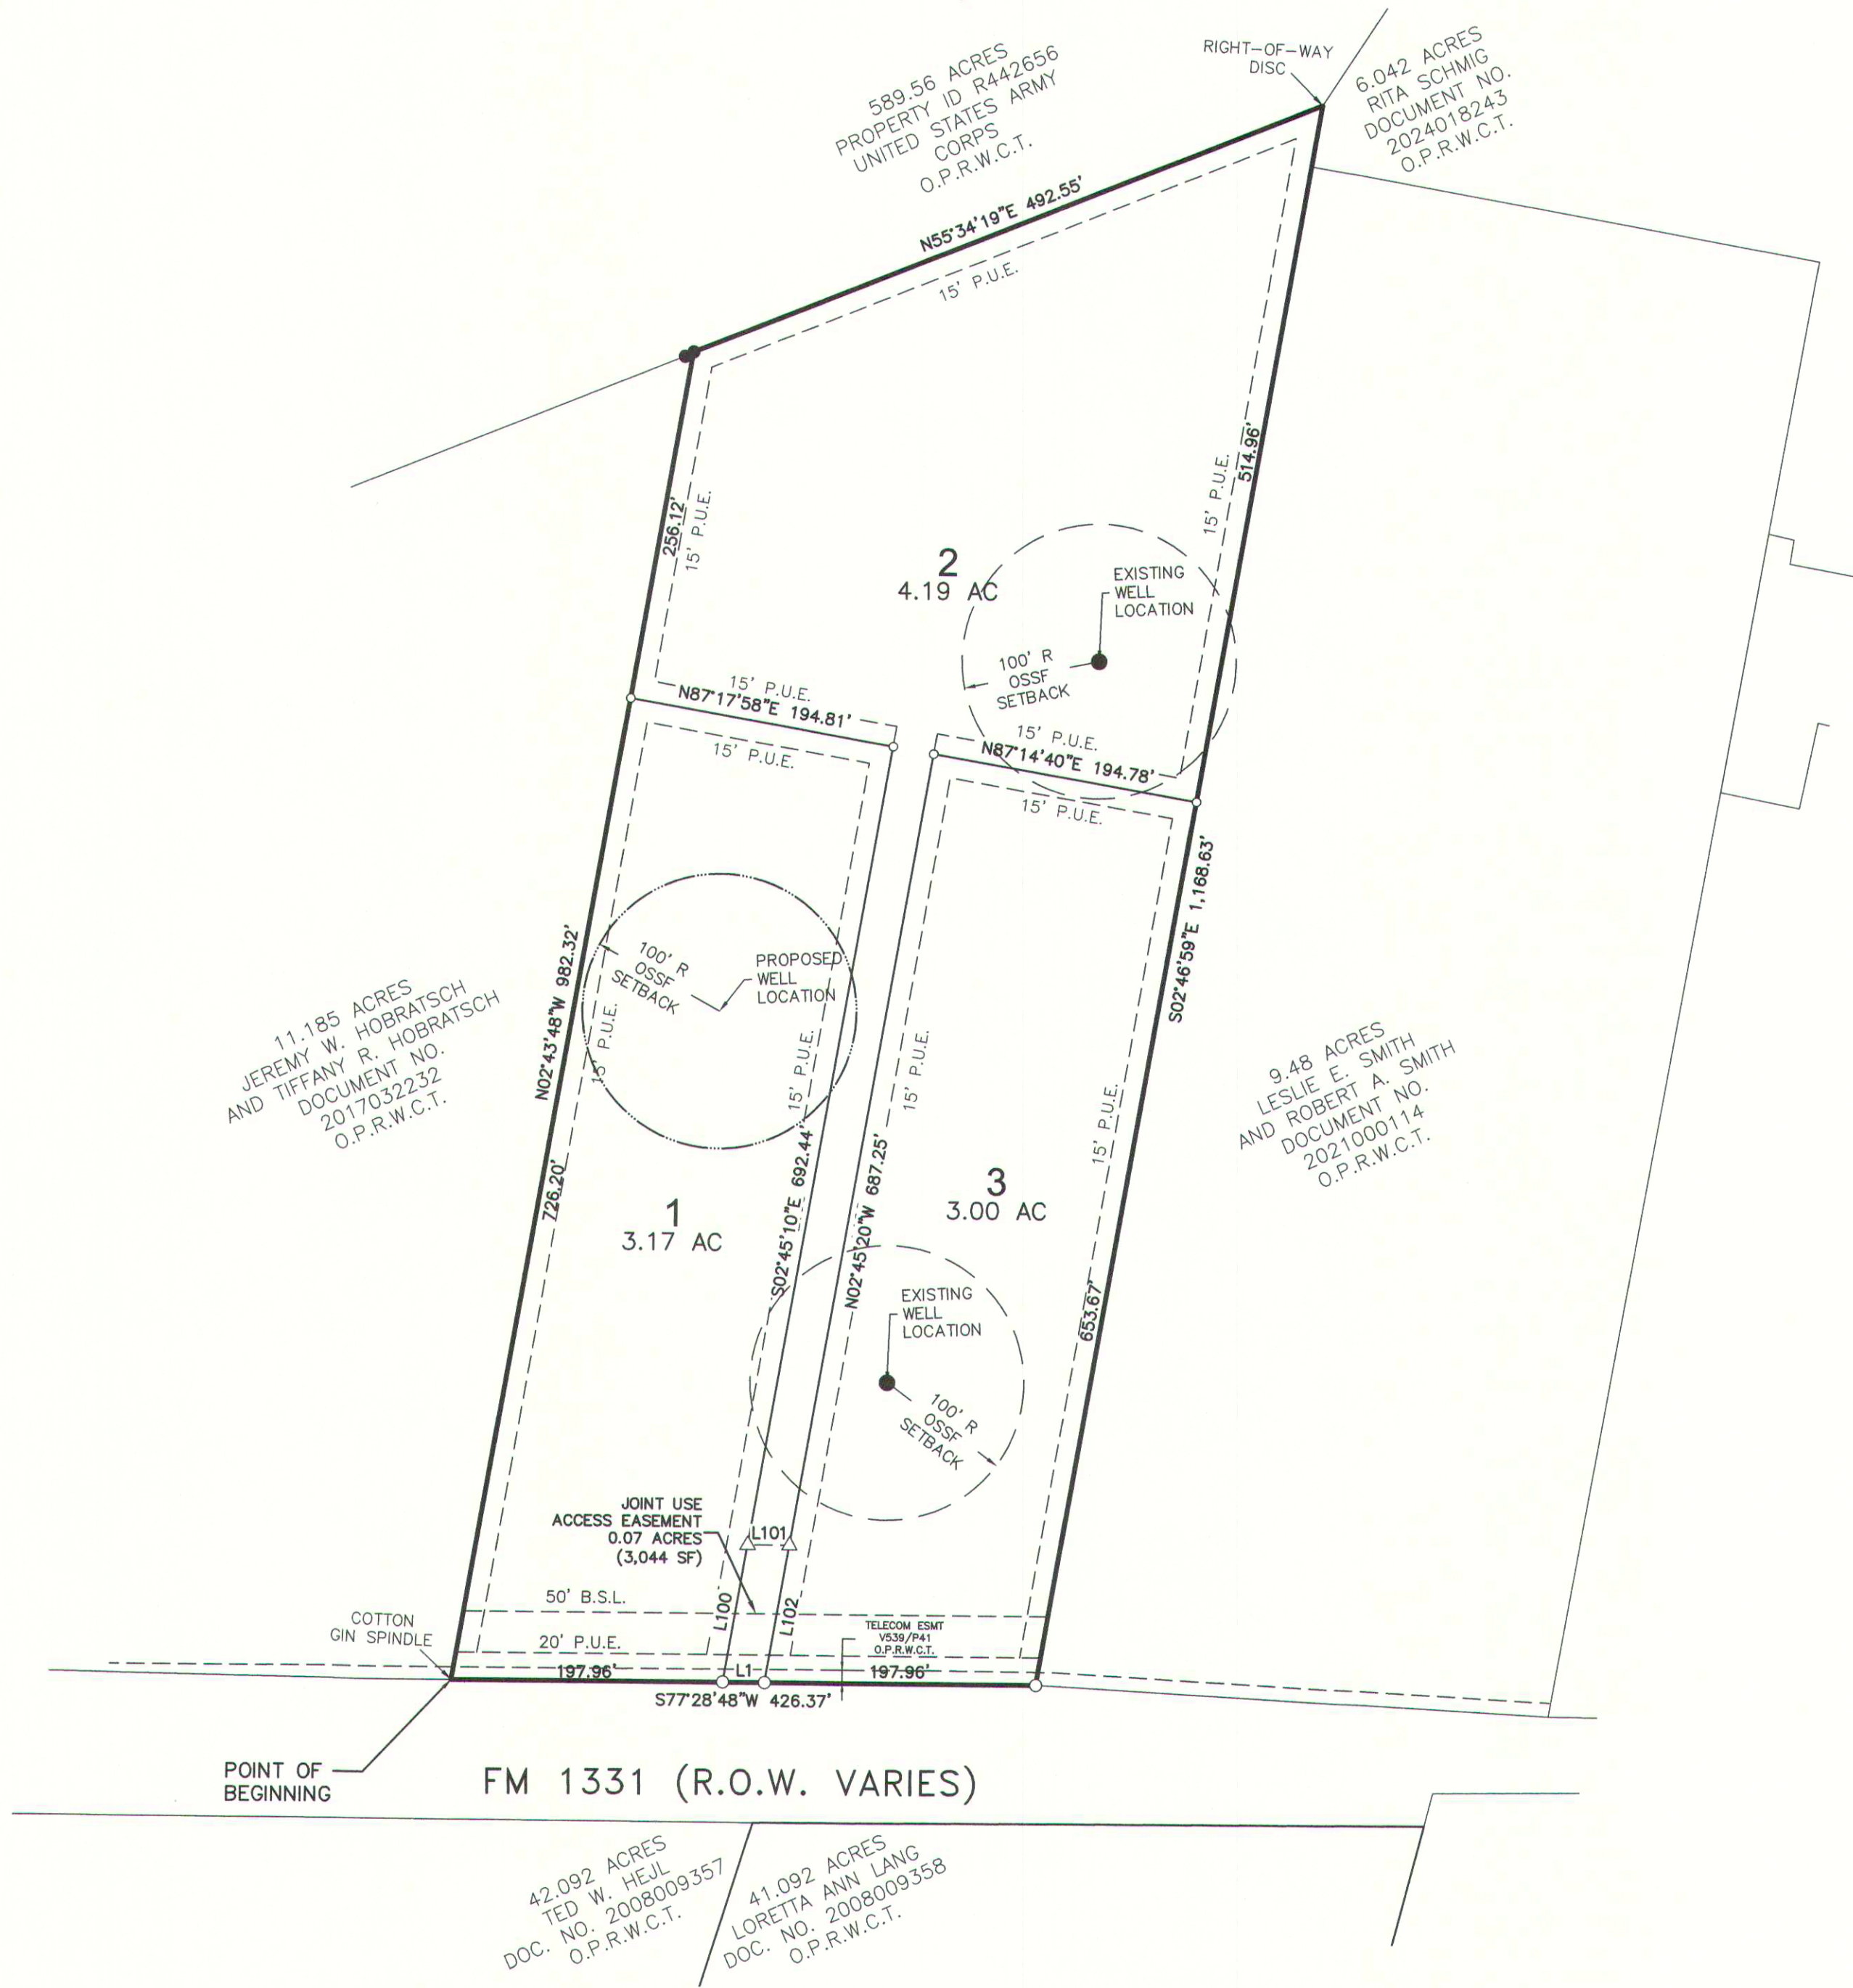 RIGHT-OF-WAY
DISC
589.56 ACRES
PROPERTY ID R442656
UNITED STATES ARMY
CORPS
O.P.R.W.C.T.
6.042 ACRES
RITA SCHMIG
DOCUMENT NO.
2024018243
O.P.R.W.C.T.
N55°34'19"E 492.55'
15' P.U.E.
256.12'
15' P.U.E.
15' P.U.E.
514.96'
2
4.19 AC
EXISTING
WELL
LOCATION
100' R
OSSF
SETBACK
15' P.U.E.
N87°17'58"E 194.81'
15' P.U.E.
15' P.U.E.
N87°14'40"E 194.78'
15' P.U.E.
100' R
OSSF
SETBACK
PROPOSED
WELL
LOCATION
N02°43'48"W 982.32'
15' P.U.E.
15' P.U.E.
15' P.U.E.
S02°46'59"E 1,168.63'
11.185 ACRES
JEREMY W. HOBRATSCH
AND TIFFANY R. HOBRATSCH
DOCUMENT NO.
2017032232
O.P.R.W.C.T.
9.48 ACRES
LESLIE E. SMITH
AND ROBERT A. SMITH
DOCUMENT NO.
2021000114
O.P.R.W.C.T.
726.20'
1
3.17 AC
S02°45'10"E 692.44'
N02°45'20"W 687.25'
3
3.00 AC
15' P.U.E.
653.67'
EXISTING
WELL
LOCATION
100' R
OSSF
SETBACK
JOINT USE
ACCESS EASEMENT
0.07 ACRES
(3,044 SF)
L101
L100
L102
50' B.S.L.
COTTON
GIN SPINDLE
20' P.U.E.
TELECOM ESMT
V539/P41
O.P.R.W.C.T.
197.96'
L1
197.96'
S77°28'48"W 426.37'
POINT OF
BEGINNING
FM 1331 (R.O.W. VARIES)
42.092 ACRES
TED W. HEJL
DOC. NO. 2008009357
O.P.R.W.C.T.
41.092 ACRES
LORETTA ANN LANG
DOC. NO. 2008009358
O.P.R.W.C.T.